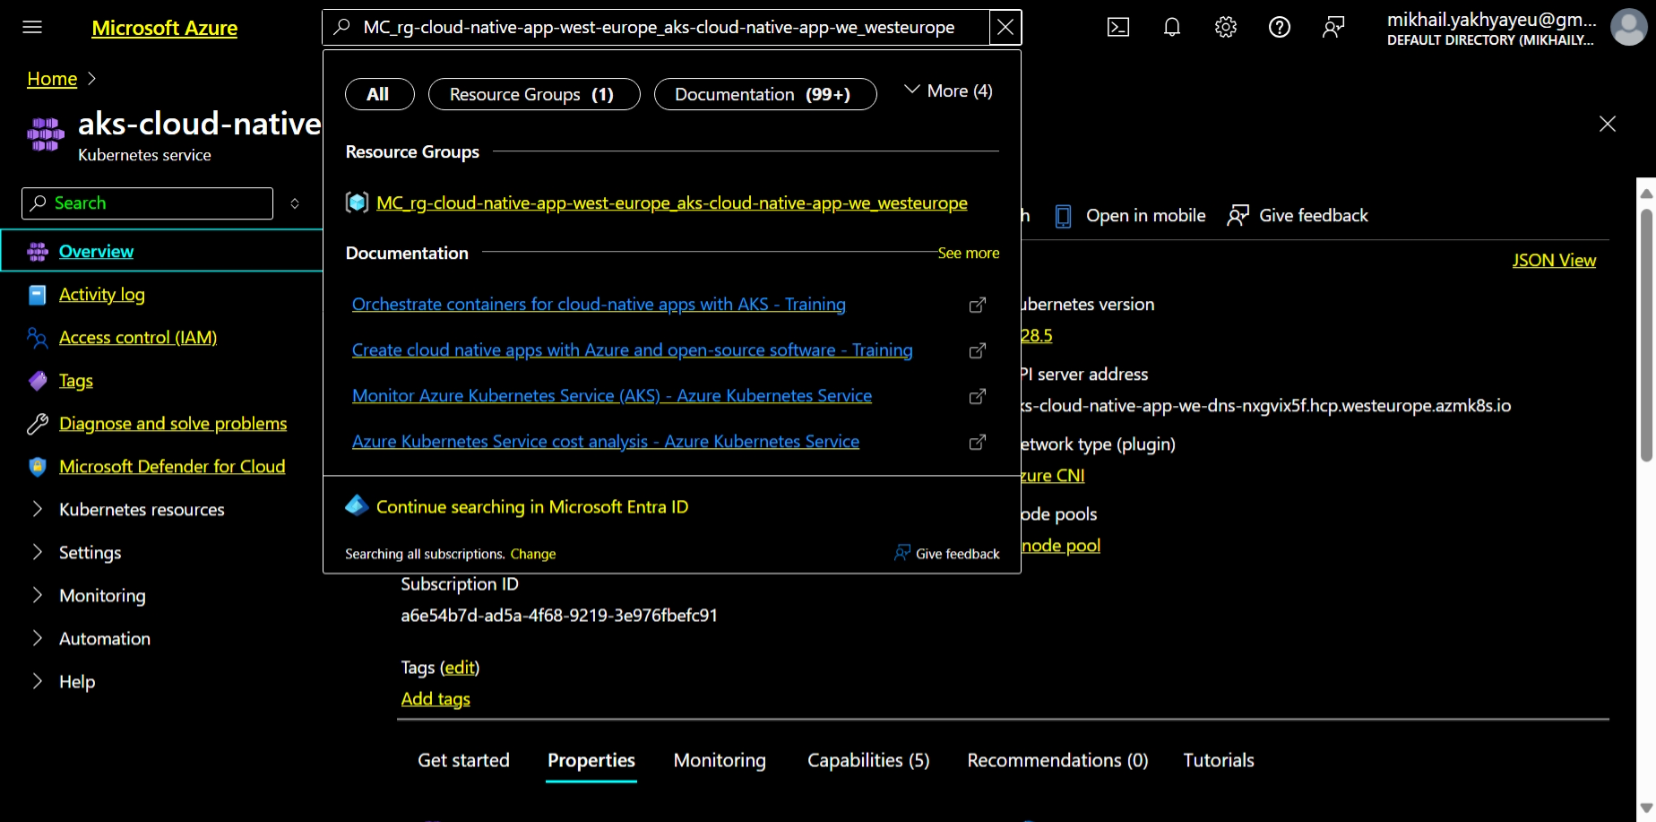 Microsoft Azure
MC_rg-cloud-native-app-west-europe_aks-cloud-native-app-we_westeurope
mikhail.yakhyayeu@gm...
DEFAULT DIRECTORY (MIKHAILY...
Home
All
Resource Groups (1)
Documentation (99+)
More (4)
aks-cloud-native
Kubernetes service
Resource Groups
Search
MC_rg-cloud-native-app-west-europe_aks-cloud-native-app-we_westeurope
h
Open in mobile
Give feedback
Overview
Documentation
See more
JSON View
Activity log
Orchestrate containers for cloud-native apps with AKS - Training
ubernetes version
Access control (IAM)
Create cloud native apps with Azure and open-source software - Training
28.5
Tags
PI server address
Monitor Azure Kubernetes Service (AKS) - Azure Kubernetes Service
ks-cloud-native-app-we-dns-nxgvix5f.hcp.westeurope.azmk8s.io
Diagnose and solve problems
Azure Kubernetes Service cost analysis - Azure Kubernetes Service
etwork type (plugin)
Microsoft Defender for Cloud
zure CNI
Kubernetes resources
Continue searching in Microsoft Entra ID
ode pools
Settings
Searching all subscriptions. Change
Give feedback
node pool
Subscription ID
Monitoring
a6e54b7d-ad5a-4f68-9219-3e976fbefc91
Automation
Tags (edit)
Help
Add tags
Get started
Properties
Monitoring
Capabilities (5)
Recommendations (0)
Tutorials